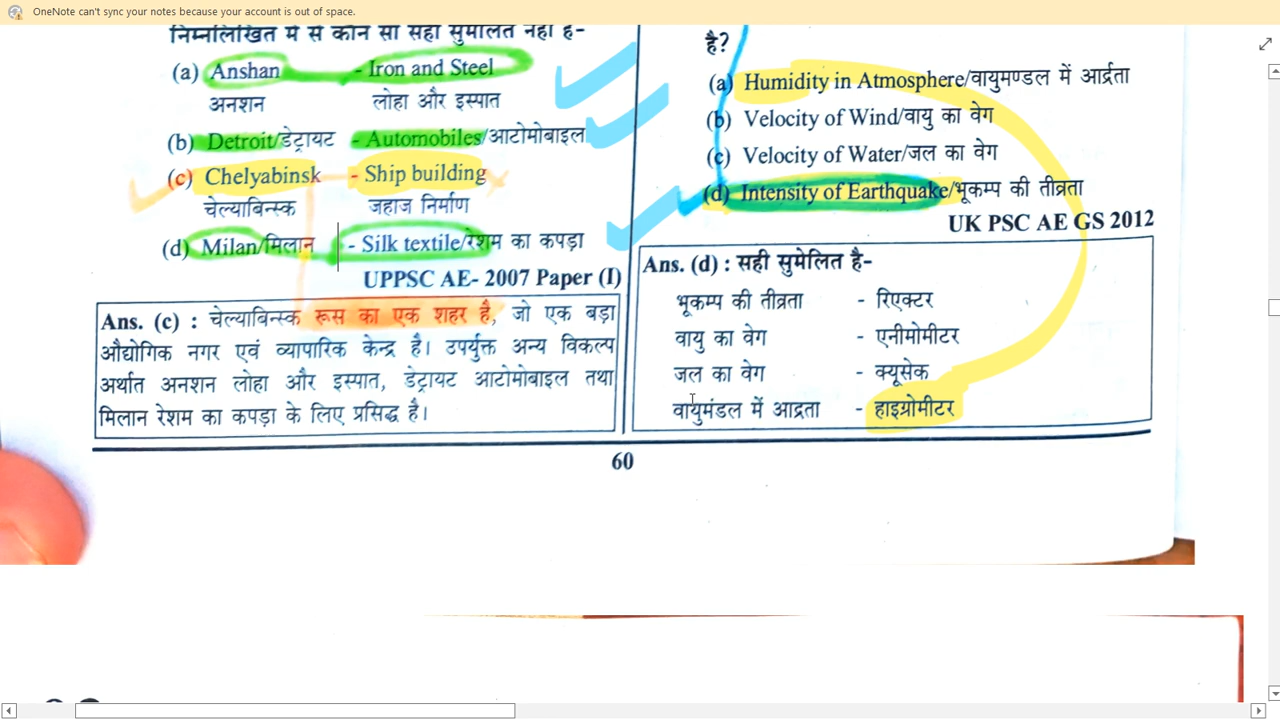 OneNote can't sync your notes because your account is out of space.
निम्नलिखित में से कौन सा सही सुमेलित नहीं है-
(a) Anshan - Iron and Steel
अनशन लोहा और इस्पात
(b) Detroit/डेट्रायट - Automobiles/आटोमोबाइल
(c) Chelyabinsk - Ship building
चेल्याबिन्स्क जहाज निर्माण
(d) Milan/मिलान - Silk textile/रेशम का कपड़ा
UPPSC AE- 2007 Paper (I)
Ans. (c) : चेल्याबिन्स्क रूस का एक शहर है, जो एक बड़ा
औद्योगिक नगर एवं व्यापारिक केन्द्र है। उपर्युक्त अन्य विकल्प
अर्थात अनशन लोहा और इस्पात, डेट्रायट आटोमोबाइल तथा
मिलान रेशम का कपड़ा के लिए प्रसिद्ध है।
है?
(a) Humidity in Atmosphere/वायुमण्डल में आर्द्रता
(b) Velocity of Wind/वायु का वेग
(c) Velocity of Water/जल का वेग
(d) Intensity of Earthquake/भूकम्प की तीव्रता
UK PSC AE GS 2012
Ans. (d) : सही सुमेलित है-
भूकम्प की तीव्रता - रिएक्टर
वायु का वेग - एनीमोमीटर
जल का वेग - क्यूसेक
वायुमंडल में आद्रता - हाइग्रोमीटर
60